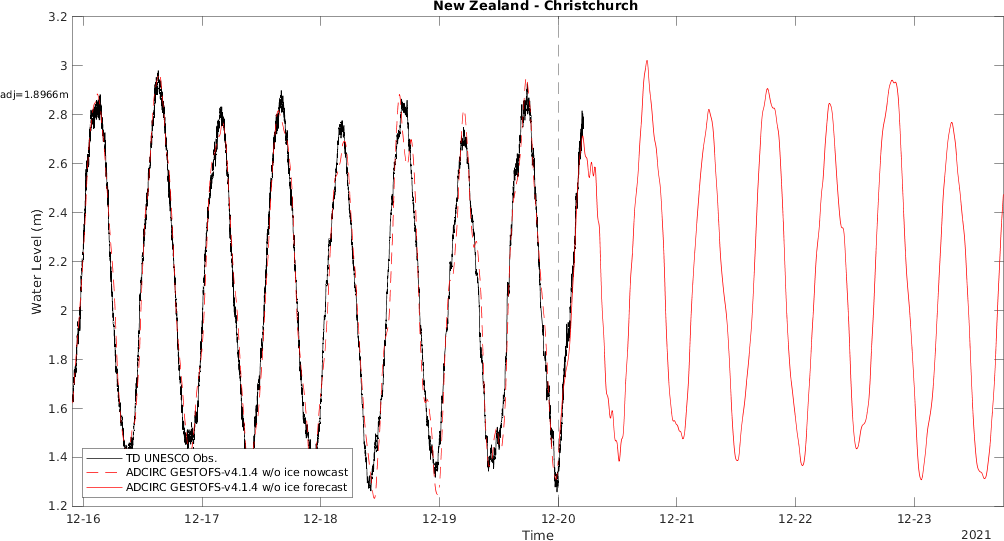 New Zealand - Christchurch
3.2
3
adj=1.8966m
2.8
2.6
2.4
2.2
2
1.8
1.6
1.4
1.2
Water Level (m)
TD UNESCO Obs.
ADCIRC GESTOFS-v4.1.4 w/o ice nowcast
ADCIRC GESTOFS-v4.1.4 w/o ice forecast
12-16 12-17 12-18 12-19 12-20 12-21 12-22 12-23
Time
2021